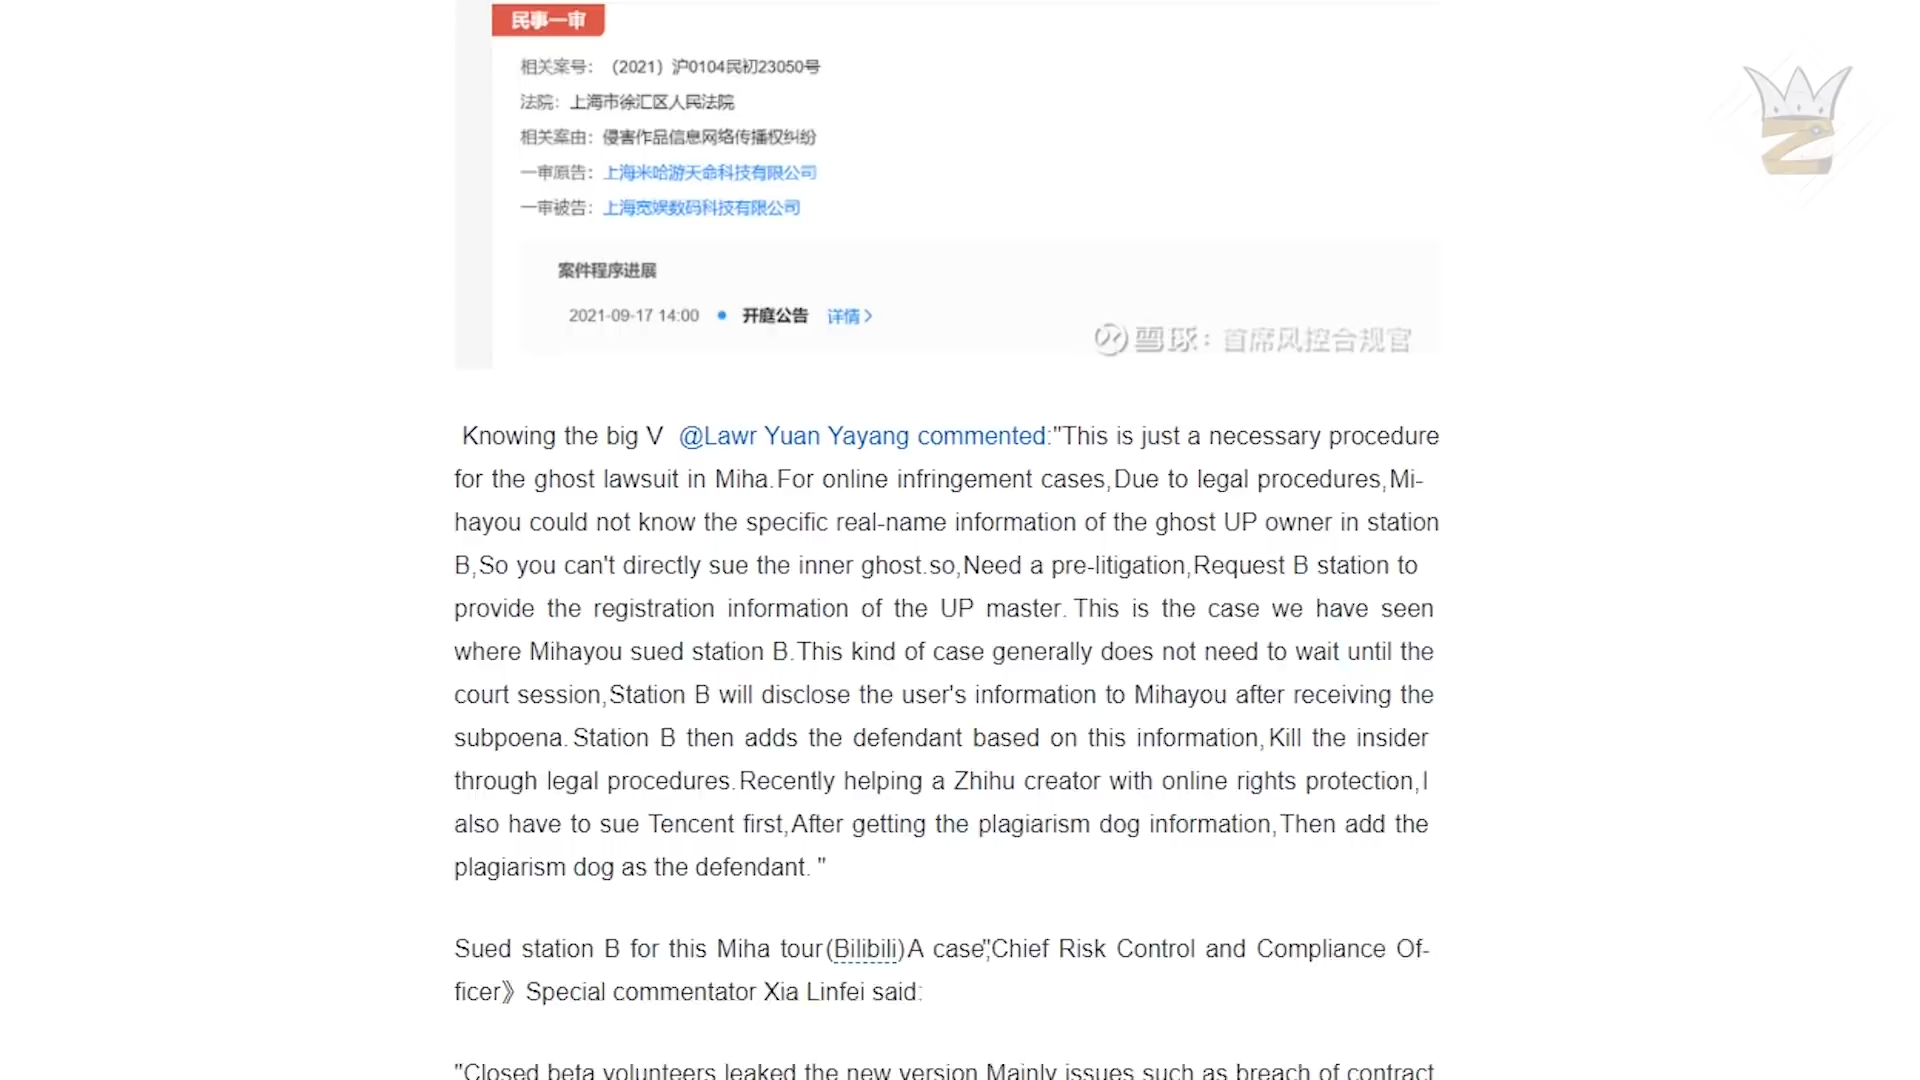 民事一审
相关案号：（2021）沪0104民初23050号
法院：上海市徐汇区人民法院
相关案由：侵害作品信息网络传播权纠纷
一审原告：上海米哈游天命科技有限公司
一审被告：上海宽娱数码科技有限公司
案件程序进展
2021-09-17 14:00 开庭公告 详情>
雪球：首席风控合规官
Z
Knowing the big V @Lawr Yuan Yayang commented:"This is just a necessary procedure
for the ghost lawsuit in Miha.For online infringement cases,Due to legal procedures,Mi-
hayou could not know the specific real-name information of the ghost UP owner in station
B,So you can't directly sue the inner ghost.so,Need a pre-litigation,Request B station to
provide the registration information of the UP master. This is the case we have seen
where Mihayou sued station B.This kind of case generally does not need to wait until the
court session,Station B will disclose the user's information to Mihayou after receiving the
subpoena. Station B then adds the defendant based on this information, Kill the insider
through legal procedures.Recently helping a Zhihu creator with online rights protection,I
also have to sue Tencent first,After getting the plagiarism dog information,Then add the
plagiarism dog as the defendant. "
Sued station B for this Miha tour(Bilibili)A case",Chief Risk Control and Compliance Of-
ficer》Special commentator Xia Linfei said:
"Closed beta volunteers leaked the new version Mainly issues such as breach of contract